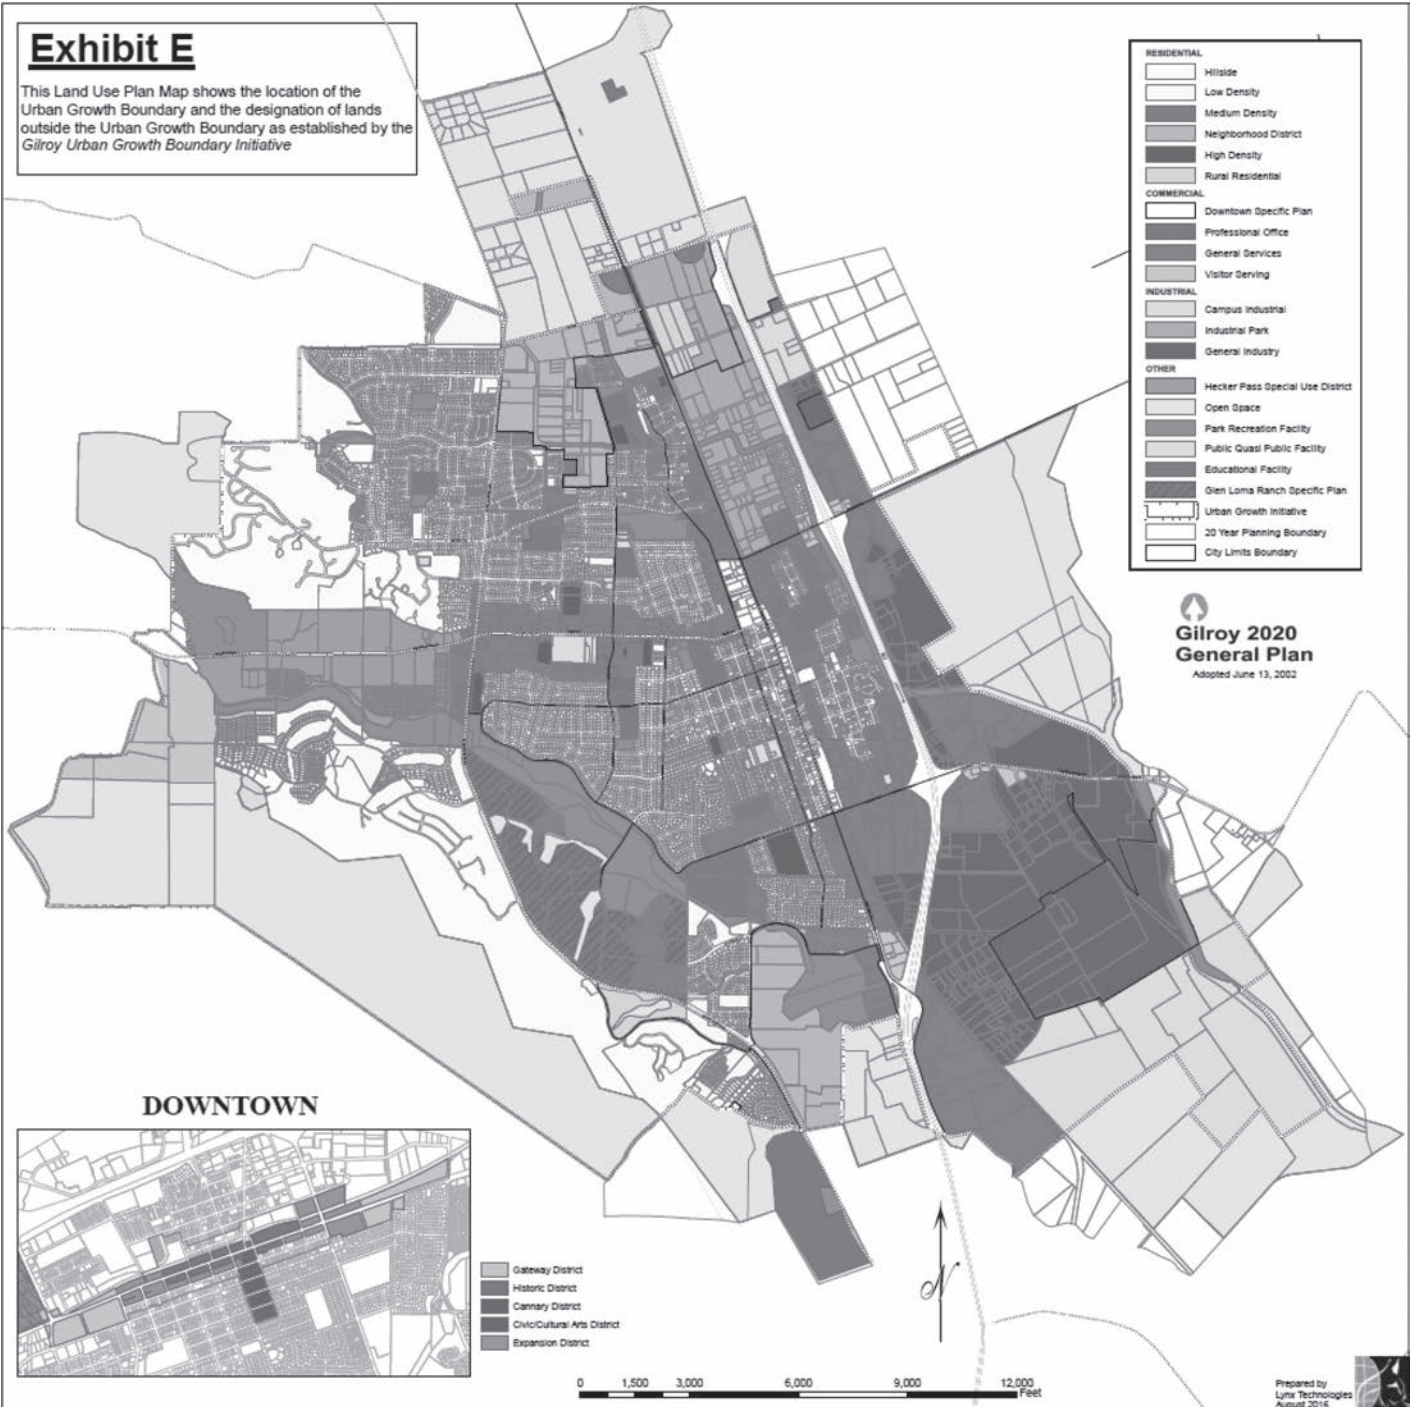 Exhibit E
This Land Use Plan Map shows the location of the
Urban Growth Boundary and the designation of lands
outside the Urban Growth Boundary as established by the
Gilroy Urban Growth Boundary Initiative
RESIDENTIAL
Hillside
Low Density
Medium Density
Neighborhood District
High Density
Rural Residential
COMMERCIAL
Downtown Specific Plan
Professional Office
General Services
Visitor Serving
INDUSTRIAL
Campus Industrial
Industrial Park
General Industry
OTHER
Hecker Pass Special Use District
Open Space
Park Recreation Facility
Public Quasi Public Facility
Educational Facility
Glen Loma Ranch Specific Plan
Urban Growth Initiative
20 Year Planning Boundary
City Limits Boundary
Gilroy 2020
General Plan
Adopted June 13, 2002
DOWNTOWN
Gateway District
Historic District
Cannary District
Civic/Cultural Arts District
Expansion District
N
0 1,500 3,000 6,000 9,000 12,000
Feet
Prepared by
Lynx Technologies
August 2016